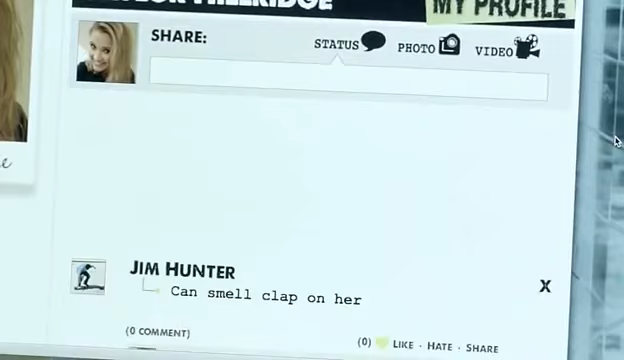 MY PROFILE
SHARE:
STATUS PHOTO VIDEO
JIM HUNTER
X
Can smell clap on her
(0 COMMENT)
(0) LIKE · HATE · SHARE